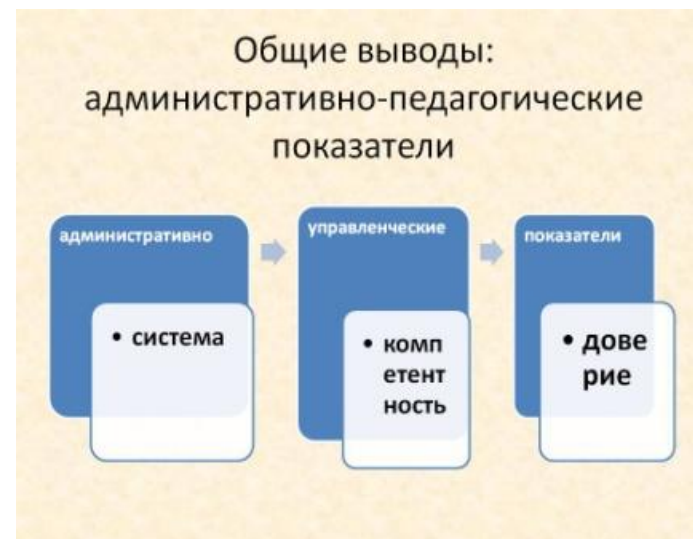 Общие выводы:
административно-педагогические
показатели
административно
• система
управленческие
• комп
етент
ность
показатели
• дове
рие